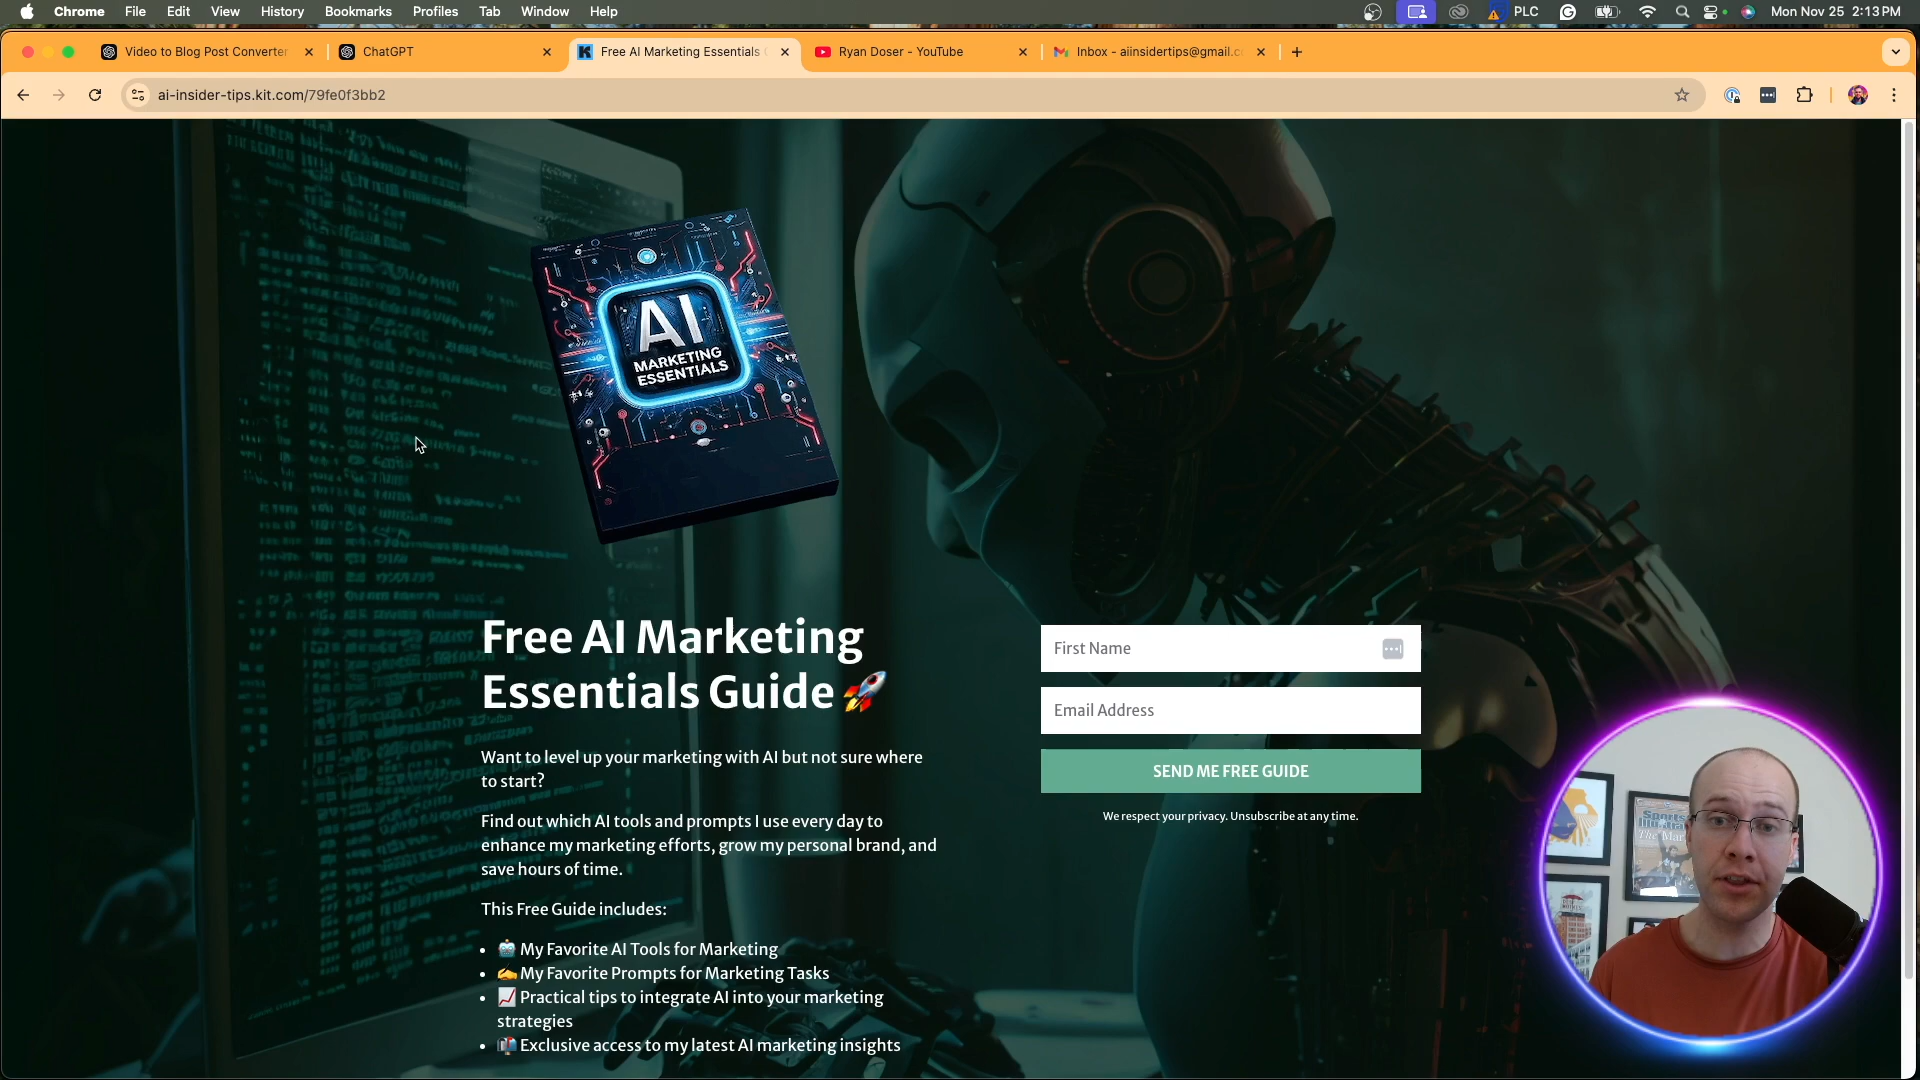 Chrome File Edit View History Bookmarks Profiles Tab Window Help PLC Mon Nov 25 2:13 PM
Video to Blog Post Converter ChatGPT Free AI Marketing Essentials Ryan Doser - YouTube Inbox - aiinsidertips@gmail.c
ai-insider-tips.kit.com/79fe0f3bb2
AI
MARKETING
ESSENTIALS
Free AI Marketing
Essentials Guide 🚀
Want to level up your marketing with AI but not sure where
to start?
Find out which AI tools and prompts I use every day to
enhance my marketing efforts, grow my personal brand, and
save hours of time.
This Free Guide includes:
• 🤖 My Favorite AI Tools for Marketing
• ✍️ My Favorite Prompts for Marketing Tasks
• 📈 Practical tips to integrate AI into your marketing
strategies
• 📬 Exclusive access to my latest AI marketing insights
First Name
Email Address
SEND ME FREE GUIDE
We respect your privacy. Unsubscribe at any time.
Sports
Illustrated